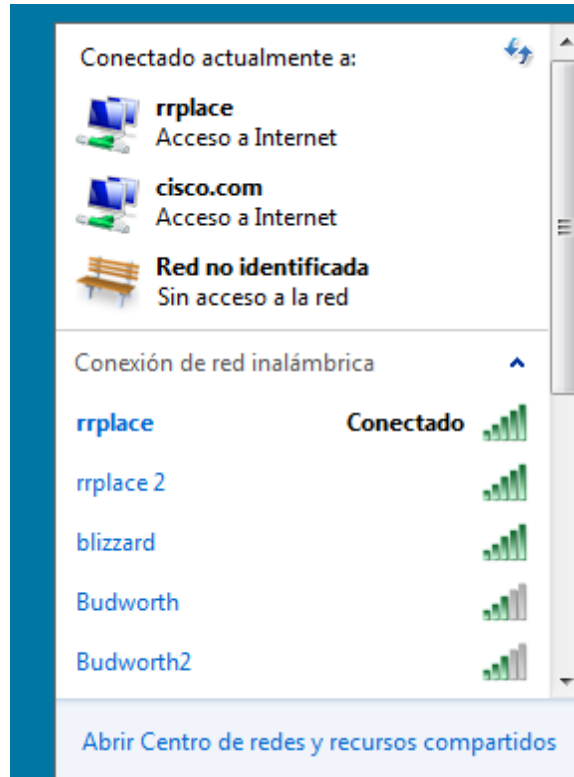 Conectado actualmente a:
rrplace
Acceso a Internet
cisco.com
Acceso a Internet
Red no identificada
Sin acceso a la red
Conexión de red inalámbrica
rrplace Conectado
rrplace 2
blizzard
Budworth
Budworth2
Abrir Centro de redes y recursos compartidos